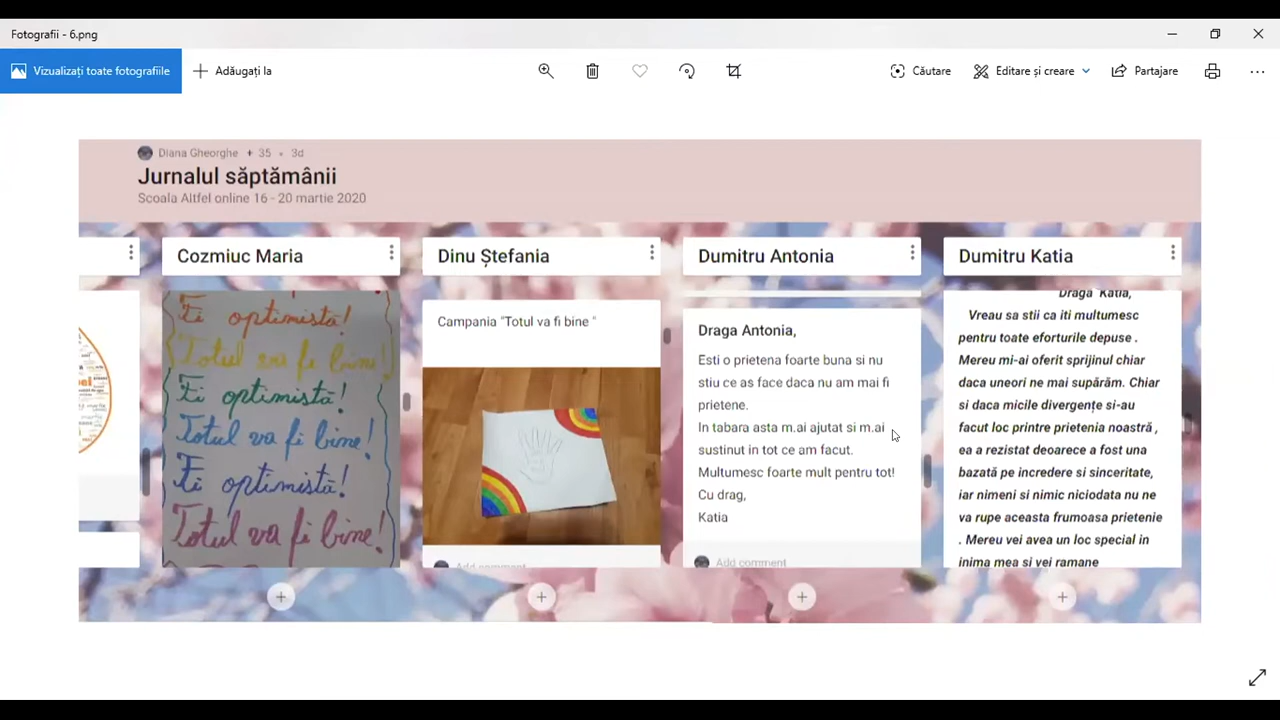 Fotografii - 6.png
Vizualizați toate fotografiile
Adăugați la
Căutare
Editare și creare
Partajare
Diana Gheorghe + 35 • 3d
Jurnalul săptămânii
Scoala Altfel online 16 - 20 martie 2020
Cozmiuc Maria
Fi optimistă!
Totul va fi bine!
Fi optimistă!
Totul va fi bine!
Fi optimistă!
Totul va fi bine!
Dinu Ștefania
Campania "Totul va fi bine "
Add comment
Dumitru Antonia
Draga Antonia,
Esti o prietena foarte buna si nu
stiu ce as face daca nu am mai fi
prietene.
In tabara asta m.ai ajutat si m.ai
sustinut in tot ce am facut.
Multumesc foarte mult pentru tot!
Cu drag,
Katia
Add comment
Dumitru Katia
Draga Katia,
Vreau sa stii ca iti multumesc
pentru toate eforturile depuse .
Mereu mi-ai oferit sprijinul chiar
daca uneori ne mai supărăm. Chiar
si daca micile divergențe si-au
facut loc printre prietenia noastră ,
ea a rezistat deoarece a fost una
bazată pe incredere si sinceritate,
iar nimeni si nimic niciodata nu ne
va rupe aceasta frumoasa prietenie
. Mereu vei avea un loc special in
inima mea si vei ramane